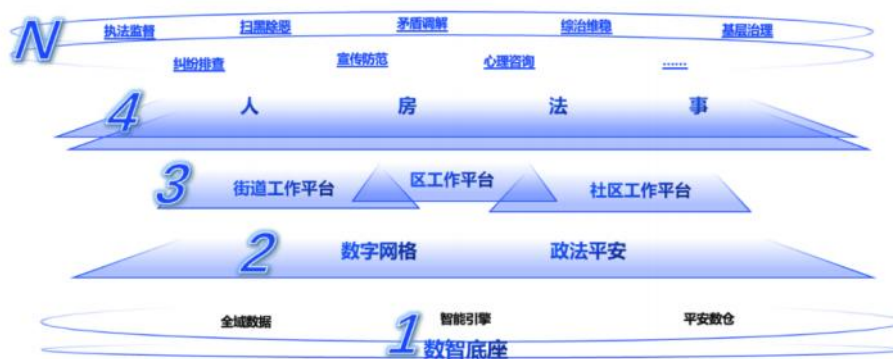 N
执法监督 扫黑除恶 矛盾调解 综治维稳 基层治理
纠纷排查 宣传防范 心理咨询 ……
4 人 房 法 事
3 街道工作平台 区工作平台 社区工作平台
2 数字网格 政法平安
全域数据 智能引擎 平安数仓
1 数智底座